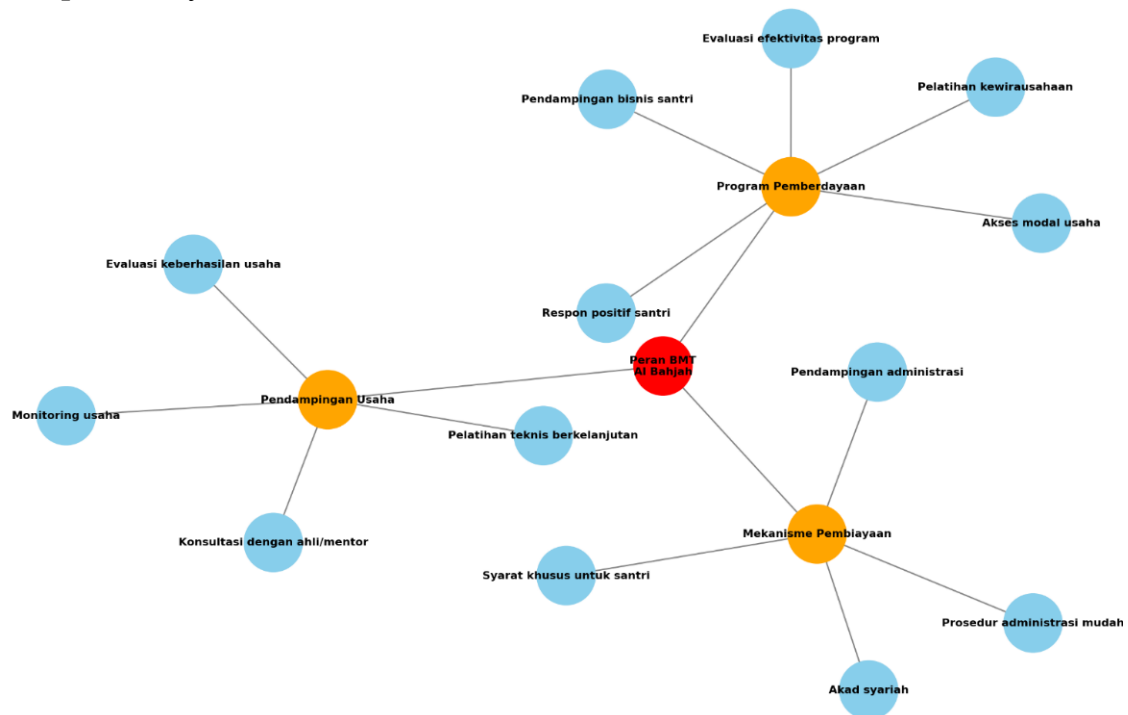 Evaluasi efektivitas program
Pelatihan kewirausahaan
Pendampingan bisnis santri
Program Pemberdayaan
Akses modal usaha
Evaluasi keberhasilan usaha
Respon positif santri
Peran BMT
Al Bahjah
Pendampingan administrasi
Pendampingan Usaha
Monitoring usaha
Pelatihan teknis berkelanjutan
Mekanisme Pembiayaan
Konsultasi dengan ahli/mentor
Syarat khusus untuk santri
Prosedur administrasi mudah
Akad syariah